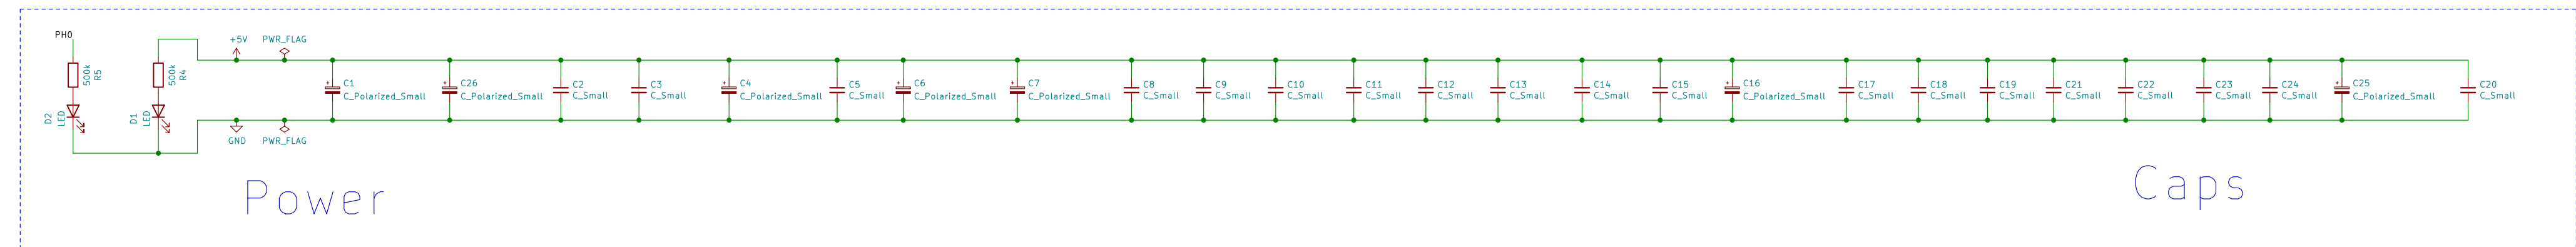 PH0
500k
R5
D2
LED
500k
R4
D1
LED
+5V
PWR_FLAG
GND
PWR_FLAG
C1
C_Polarized_Small
C26
C_Polarized_Small
C2
C_Small
C3
C_Small
C4
C_Polarized_Small
C5
C_Small
C6
C_Polarized_Small
C7
C_Polarized_Small
C8
C_Small
C9
C_Small
C10
C_Small
C11
C_Small
C12
C_Small
C13
C_Small
C14
C_Small
C15
C_Small
C16
C_Polarized_Small
C17
C_Small
C18
C_Small
C19
C_Small
C21
C_Small
C22
C_Small
C23
C_Small
C24
C_Small
C25
C_Polarized_Small
C20
C_Small
Power
Caps